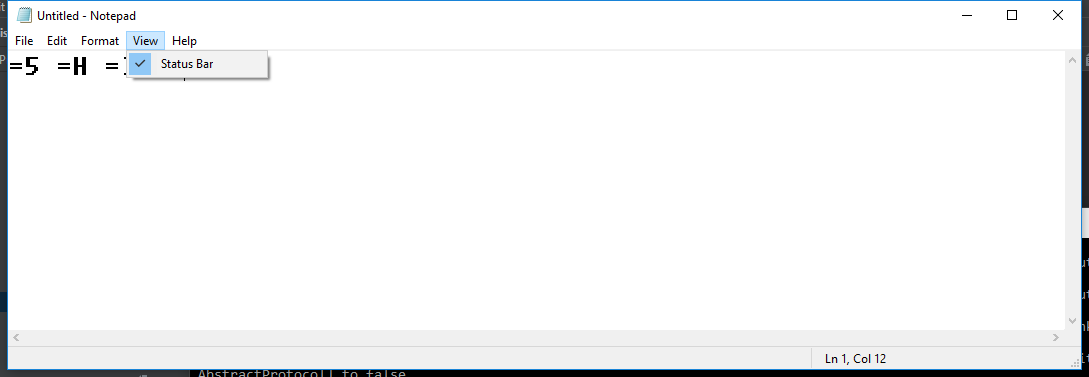 Untitled - Notepad
File Edit Format View Help
Status Bar
=5 =H =
Ln 1, Col 12
AbstractProtocol] to false